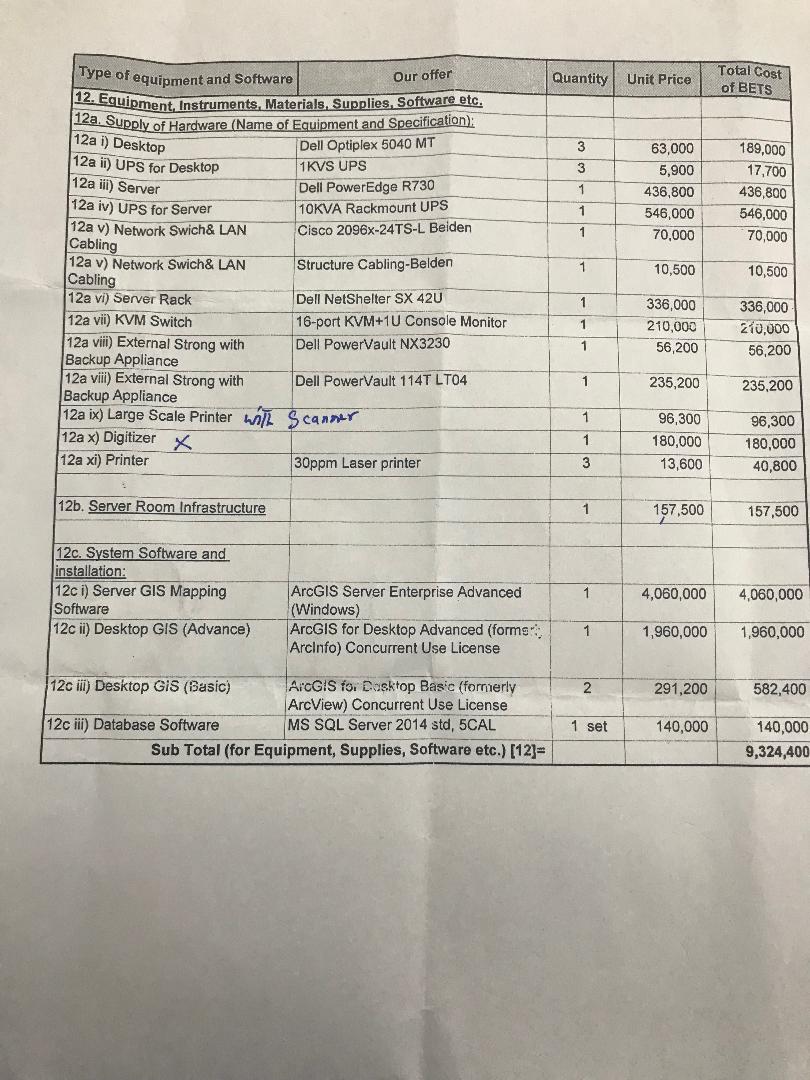 Type of equipment and Software Our offer Quantity Unit Price Total Cost
of BETS
12. Equipment, Instruments, Materials, Supplies, Software etc.
12a. Supply of Hardware (Name of Equipment and Specification):
12a i) Desktop Dell Optiplex 5040 MT 3 63,000 189,000
12a ii) UPS for Desktop 1KVS UPS 3 5,900 17,700
12a iii) Server Dell PowerEdge R730 1 436,800 436,800
12a iv) UPS for Server 10KVA Rackmount UPS 1 546,000 546,000
12a v) Network Swich& LAN Cisco 2096x-24TS-L Belden 1 70,000 70,000
Cabling
12a v) Network Swich& LAN Structure Cabling-Belden 1 10,500 10,500
Cabling
12a vi) Server Rack Dell NetShelter SX 42U 1 336,000 336,000
12a vii) KVM Switch 16-port KVM+1U Console Monitor 1 210,000 210,000
12a viii) External Strong with Dell PowerVault NX3230 1 56,200 56,200
Backup Appliance
12a viii) External Strong with Dell PowerVault 114T LT04 1 235,200 235,200
Backup Appliance
12a ix) Large Scale Printer with Scanner 1 96,300 96,300
12a x) Digitizer X 1 180,000 180,000
12a xi) Printer 30ppm Laser printer 3 13,600 40,800
12b. Server Room Infrastructure 1 157,500 157,500
12c. System Software and
installation:
12c i) Server GIS Mapping ArcGIS Server Enterprise Advanced 1 4,060,000 4,060,000
Software (Windows)
12c ii) Desktop GIS (Advance) ArcGIS for Desktop Advanced 1 1,960,000 1,960,000
ArcInfo) Concurrent Use License
12c iii) Desktop GIS (Basic) ArcGIS for Desktop Basic (formerly 2 291,200 582,400
ArcView) Concurrent Use License
12c iii) Database Software MS SQL Server 2014 std, 5CAL 1 set 140,000 140,000
Sub Total (for Equipment, Supplies, Software etc.) [12]= 9,324,400